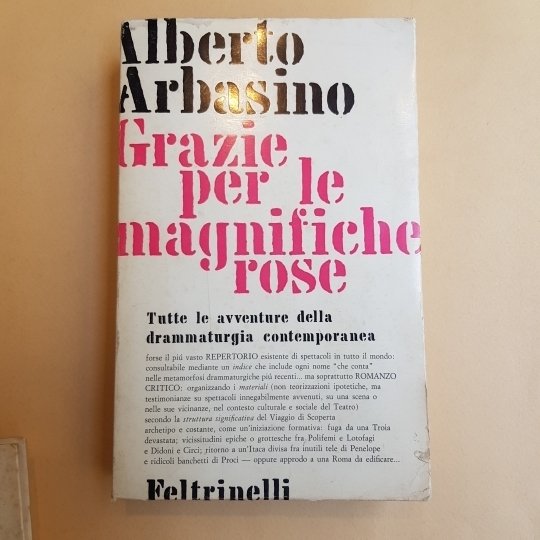 Alberto
Arbasino
Grazie
per le
magnifiche
rose
Tutte le avventure della
drammaturgia contemporanea
forse il piú vasto REPERTORIO esistente di spettacoli in tutto il mondo:
consultabile mediante un indice che include ogni nome "che conta"
nelle metamorfosi drammaturgiche piú recenti... ma soprattutto ROMANZO
CRITICO: organizzando i materiali (non teorizzazioni ipotetiche, ma
testimonianze su spettacoli innegabilmente avvenuti, su una scena o
nelle sue vicinanze, nel contesto culturale e sociale del Teatro)
secondo la struttura significativa del Viaggio di Scoperta
archetipo e costante, come un'iniziazione formativa: fuga da una Troia
devastata; vicissitudini epiche o grottesche fra Polifemi e Lotofagi
e Didoni e Circi; ritorno a un'Itaca divisa fra inutili tele di Penelope
e ridicoli banchetti di Proci — oppure approdo a una Roma da edificare...
Feltrinelli